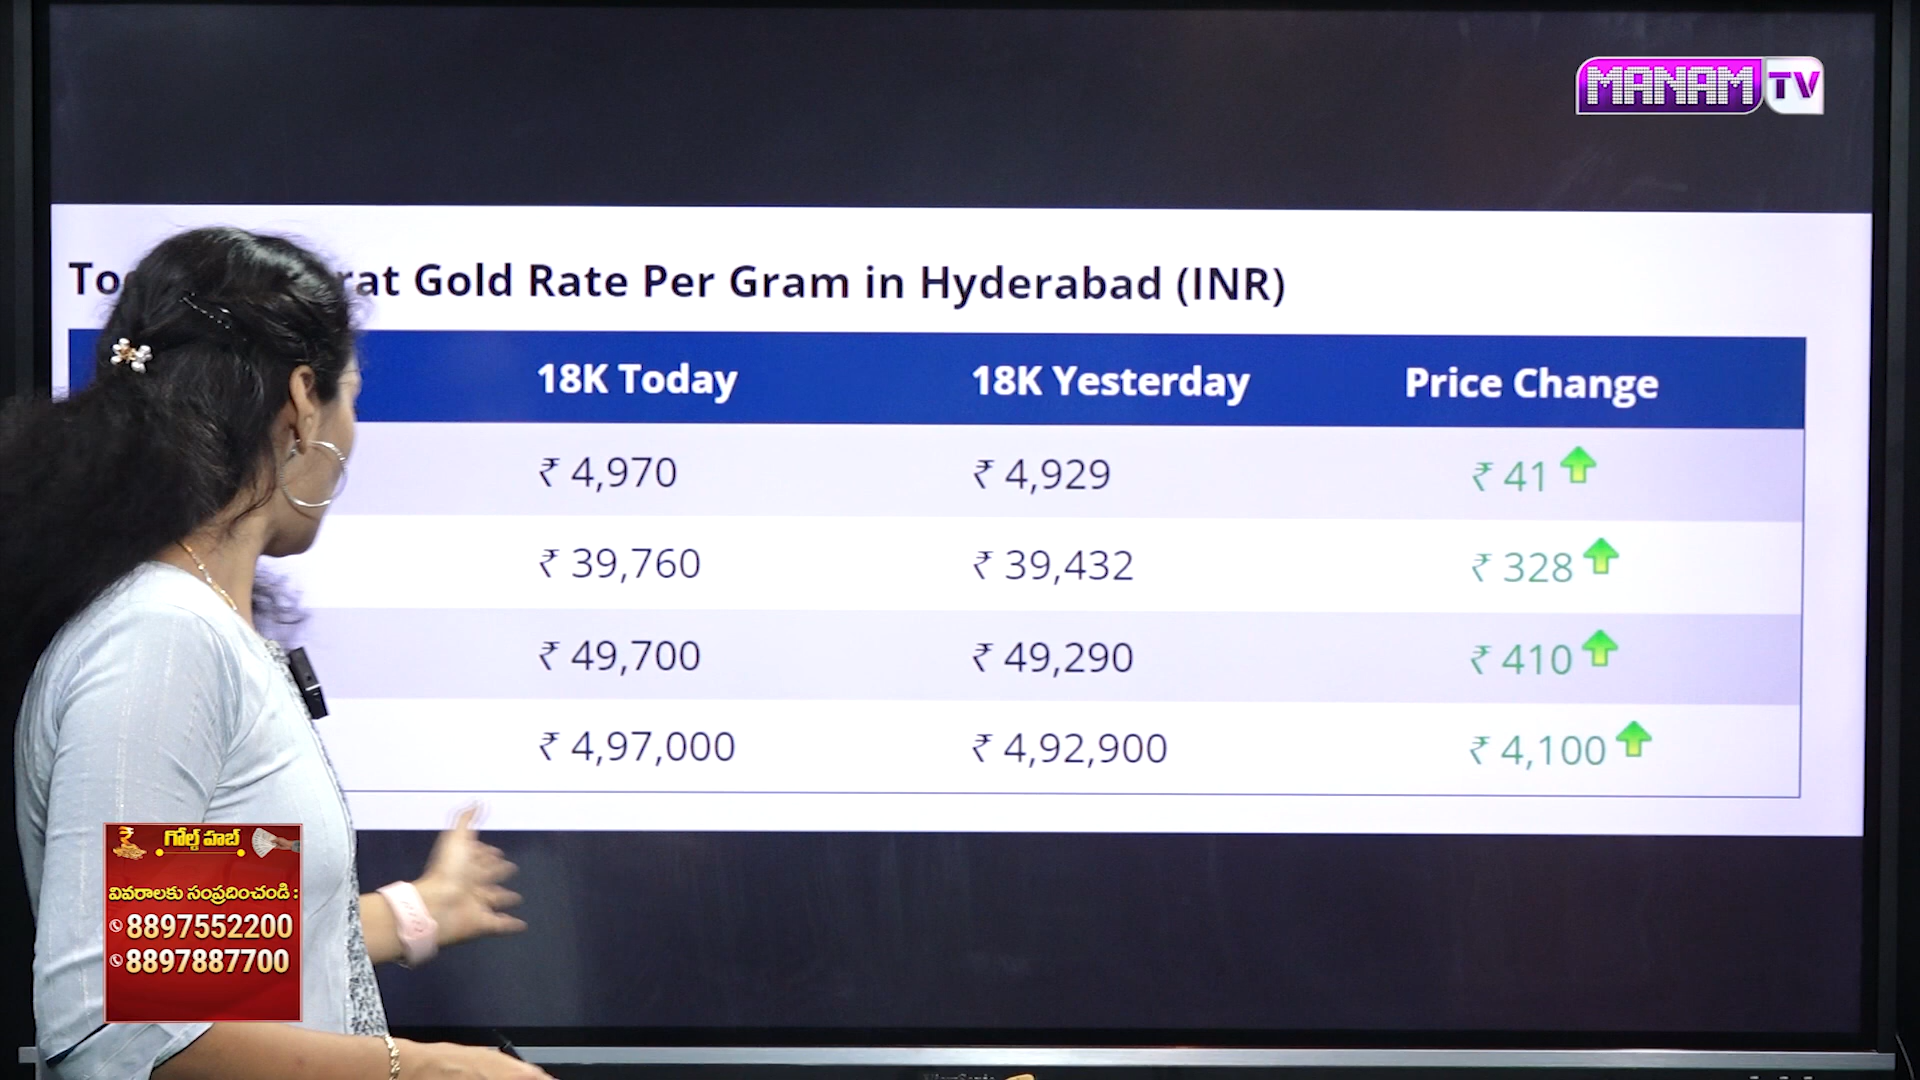 MANAM TV
Gold Rate Per Gram in Hyderabad (INR)
18K Today 18K Yesterday Price Change
₹ 4,970 ₹ 4,929 ₹ 41
₹ 39,760 ₹ 39,432 ₹ 328
₹ 49,700 ₹ 49,290 ₹ 410
₹ 4,97,000 ₹ 4,92,900 ₹ 4,100
గోల్డ్ హబ్
వివరాలకు సంప్రదించండి :
8897552200
8897887700